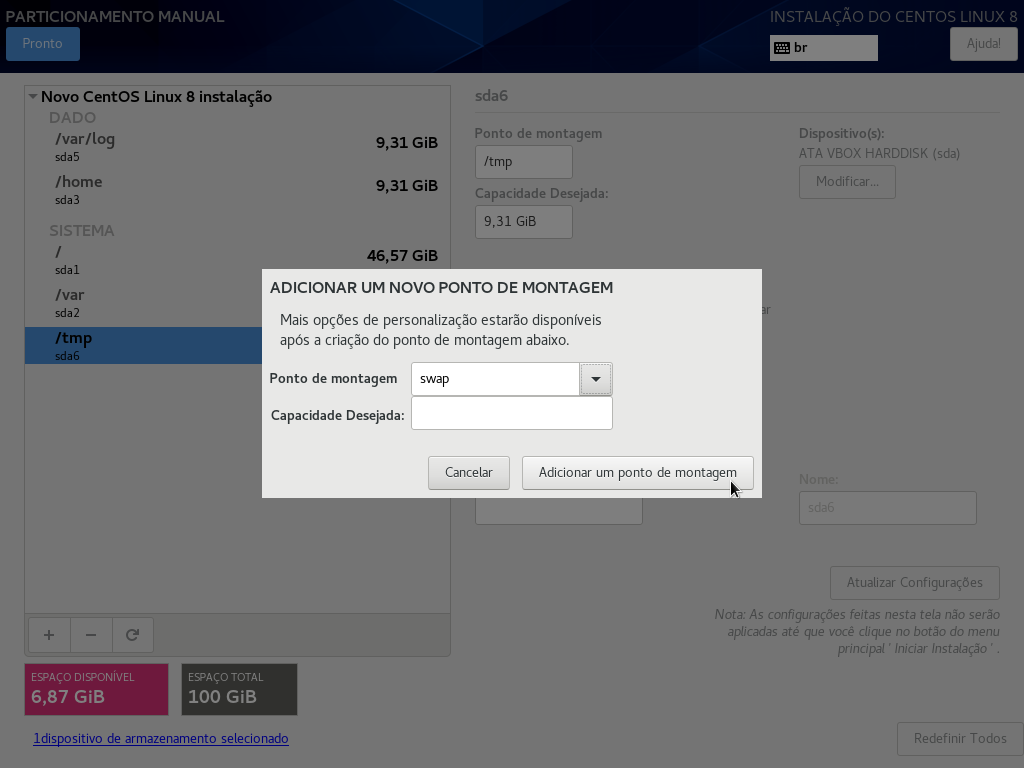 PARTICIONAMENTO MANUAL
INSTALAÇÃO DO CENTOS LINUX 8
Pronto
br
Ajuda!
Novo CentOS Linux 8 instalação
DADO
/var/log
9,31 GiB
sda5
/home
9,31 GiB
sda3
SISTEMA
/
46,57 GiB
sda1
/var
sda2
/tmp
sda6
sda6
Ponto de montagem
/tmp
Capacidade Desejada:
9,31 GiB
Dispositivo(s):
ATA VBOX HARDDISK (sda)
Modificar...
ar
ADICIONAR UM NOVO PONTO DE MONTAGEM
Mais opções de personalização estarão disponíveis
após a criação do ponto de montagem abaixo.
Ponto de montagem
swap
Capacidade Desejada:
Cancelar
Adicionar um ponto de montagem
Nome:
sda6
Atualizar Configurações
Nota: As configurações feitas nesta tela não serão
aplicadas até que você clique no botão do menu
principal ' Iniciar Instalação ' .
+ −
ESPAÇO DISPONÍVEL
6,87 GiB
ESPAÇO TOTAL
100 GiB
1dispositivo de armazenamento selecionado
Redefinir Todos